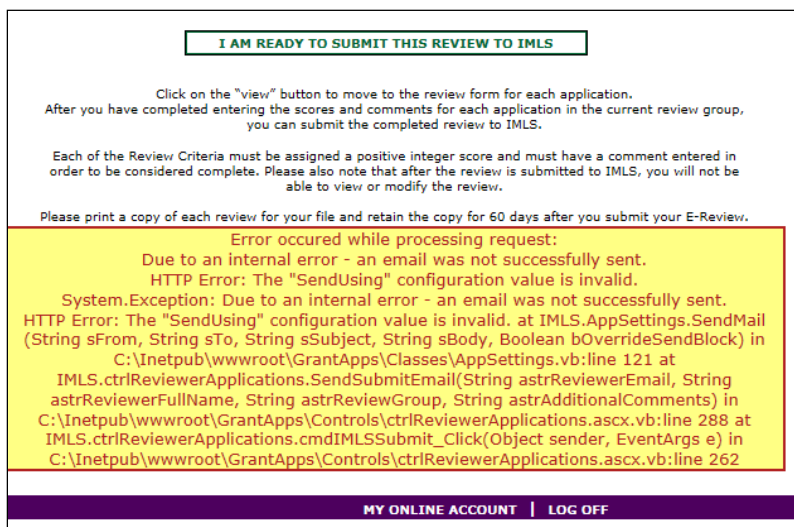 I AM READY TO SUBMIT THIS REVIEW TO IMLS
Click on the "view" button to move to the review form for each application.
After you have completed entering the scores and comments for each application in the current review group,
you can submit the completed review to IMLS.
Each of the Review Criteria must be assigned a positive integer score and must have a comment entered in
order to be considered complete. Please also note that after the review is submitted to IMLS, you will not be
able to view or modify the review.
Please print a copy of each review for your file and retain the copy for 60 days after you submit your E-Review.
Error occured while processing request:
Due to an internal error - an email was not successfully sent.
HTTP Error: The "SendUsing" configuration value is invalid.
System.Exception: Due to an internal error - an email was not successfully sent.
HTTP Error: The "SendUsing" configuration value is invalid. at IMLS.AppSettings.SendMail
(String sFrom, String sTo, String sSubject, String sBody, Boolean bOverrideSendBlock) in
C:\Inetpub\wwwroot\GrantApps\Classes\AppSettings.vb:line 121 at
IMLS.ctrlReviewerApplications.SendSubmitEmail(String astrReviewerEmail, String
astrReviewerFullName, String astrReviewGroup, String astrAdditionalComments) in
C:\Inetpub\wwwroot\GrantApps\Controls\ctrlReviewerApplications.ascx.vb:line 288 at
IMLS.ctrlReviewerApplications.cmdIMLSSubmit_Click(Object sender, EventArgs e) in
C:\Inetpub\wwwroot\GrantApps\Controls\ctrlReviewerApplications.ascx.vb:line 262
MY ONLINE ACCOUNT | LOG OFF